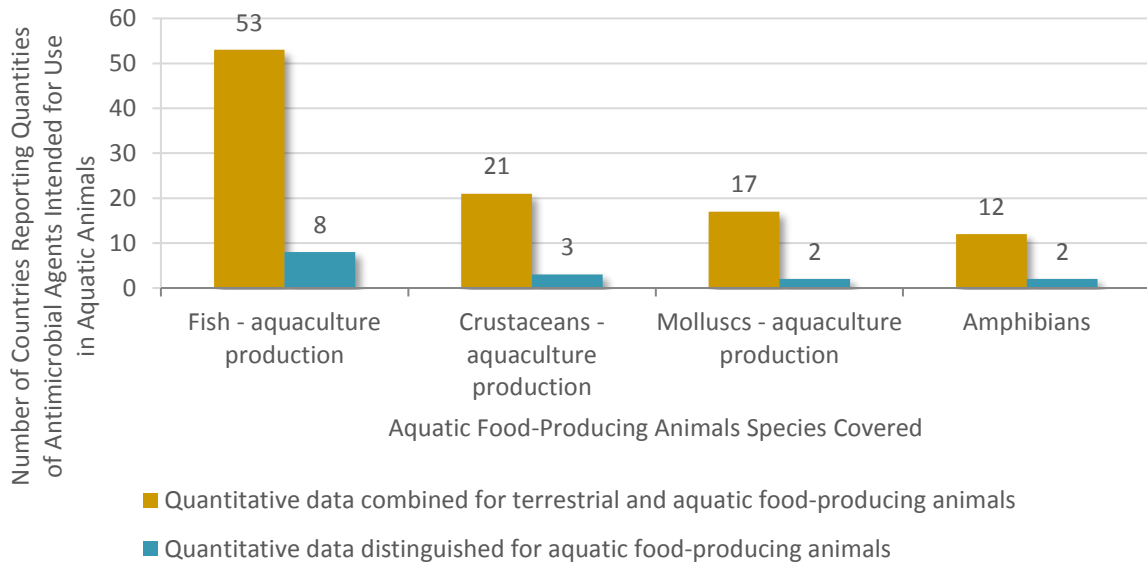 Number of Countries Reporting Quantities
of Antimicrobial Agents Intended for Use
in Aquatic Animals
60
50
40
30
20
10
0
53
8
21
3
17
2
12
2
Fish - aquaculture
production
Crustaceans -
aquaculture
production
Molluscs - aquaculture
production
Amphibians
Aquatic Food-Producing Animals Species Covered
Quantitative data combined for terrestrial and aquatic food-producing animals
Quantitative data distinguished for aquatic food-producing animals